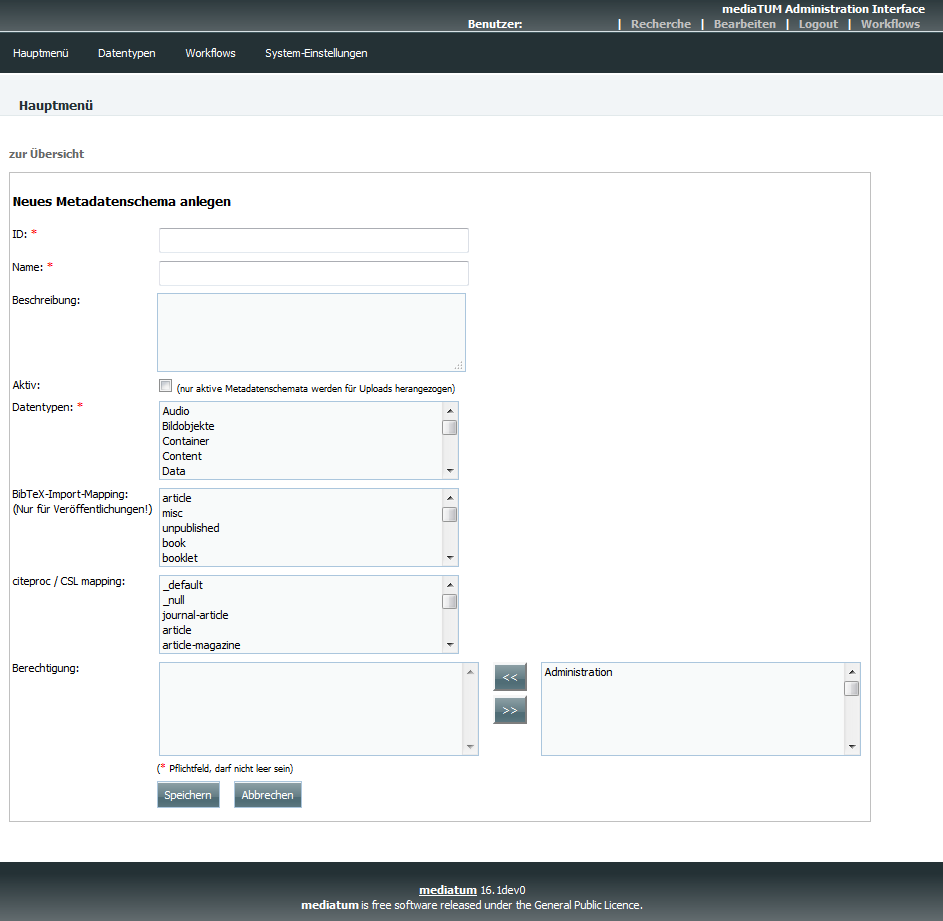 mediaTUM Administration Interface
Benutzer: | Recherche | Bearbeiten | Logout | Workflows
Hauptmenü Datentypen Workflows System-Einstellungen
Hauptmenü
zur Übersicht
Neues Metadatenschema anlegen
ID: *
Name: *
Beschreibung:
Aktiv: (nur aktive Metadatenschemata werden für Uploads herangezogen)
Datentypen: *
Audio
Bildobjekte
Container
Content
Data
BibTeX-Import-Mapping:
(Nur für Veröffentlichungen!)
article
misc
unpublished
book
booklet
citeproc / CSL mapping:
_default
_null
journal-article
article
article-magazine
Berechtigung:
<<
>>
Administration
(* Pflichtfeld, darf nicht leer sein)
Speichern Abbrechen
mediatum 16.1dev0
mediatum is free software released under the General Public Licence.